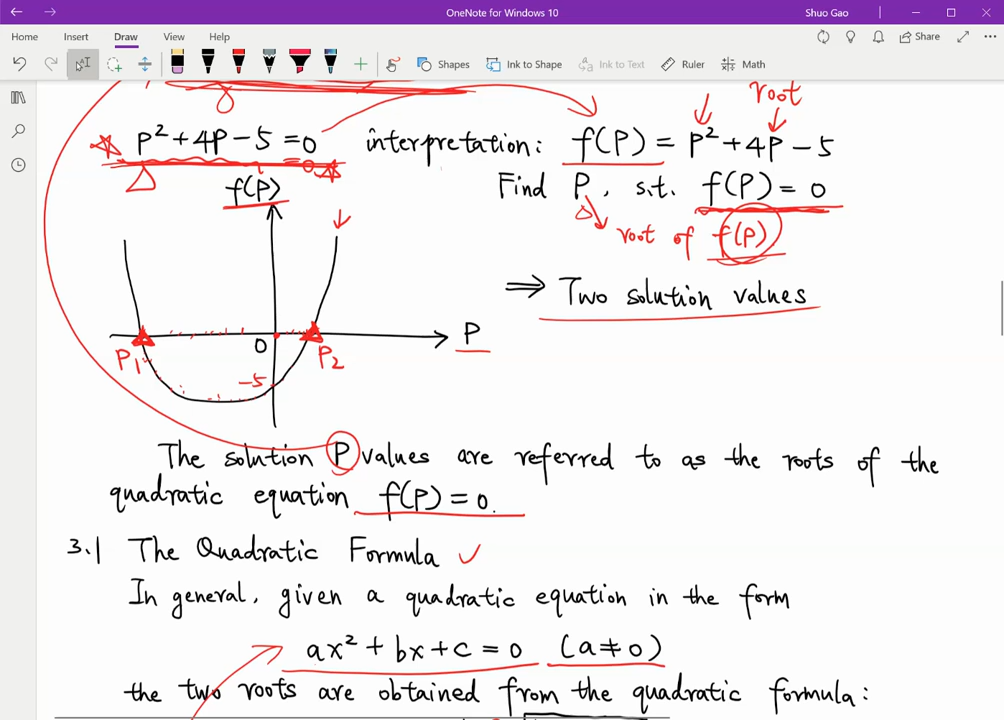 OneNote for Windows 10
Shuo Gao
Home Insert Draw View Help
Share
Shapes Ink to Shape Ink to Text Ruler Math
root
P² + 4P − 5 = 0 interpretation: f(P) = P² + 4P − 5
= 0
Find P, s.t. f(P) = 0
f(P)
root of f(P)
⟹ Two solution values
P
0
P₁
P₂
−5
The solution P values are referred to as the roots of the
quadratic equation f(P) = 0.
3.1 The Quadratic Formula ✓
In general, given a quadratic equation in the form
ax² + bx + c = 0 (a ≠ 0)
the two roots are obtained from the quadratic formula: